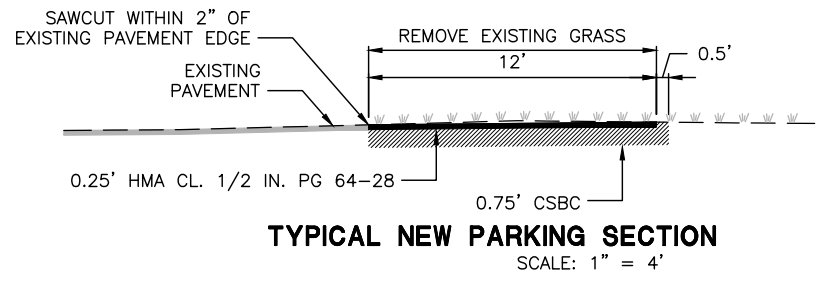 SAWCUT WITHIN 2" OF
EXISTING PAVEMENT EDGE
REMOVE EXISTING GRASS
12'
0.5'
EXISTING
PAVEMENT
0.25' HMA CL. 1/2 IN. PG 64-28
0.75' CSBC
TYPICAL NEW PARKING SECTION
SCALE: 1" = 4'